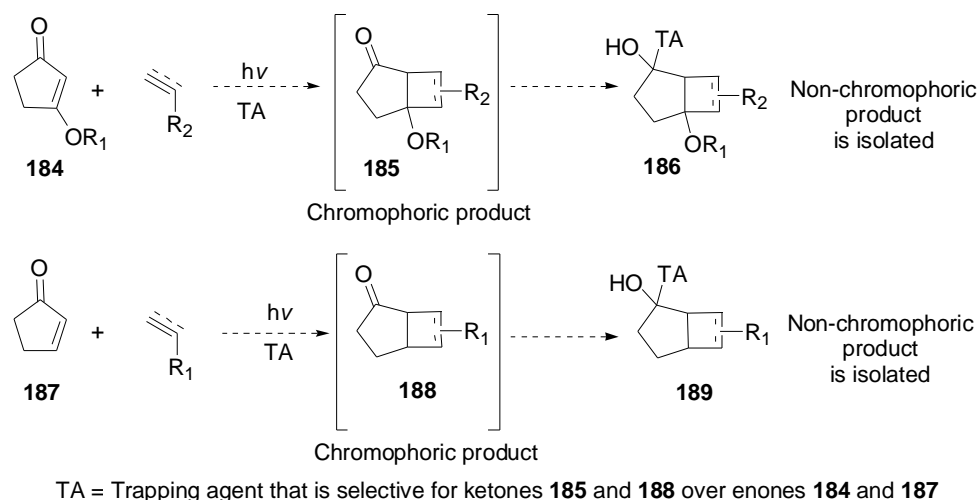 O
+
R2
OR1
184
hν
TA
O
R2
OR1
185
Chromophoric product
HO
TA
R2
OR1
186
Non-chromophoric
product
is isolated
O
+
R1
187
hν
TA
O
R1
188
Chromophoric product
HO
TA
R1
189
Non-chromophoric
product
is isolated
TA = Trapping agent that is selective for ketones 185 and 188 over enones 184 and 187